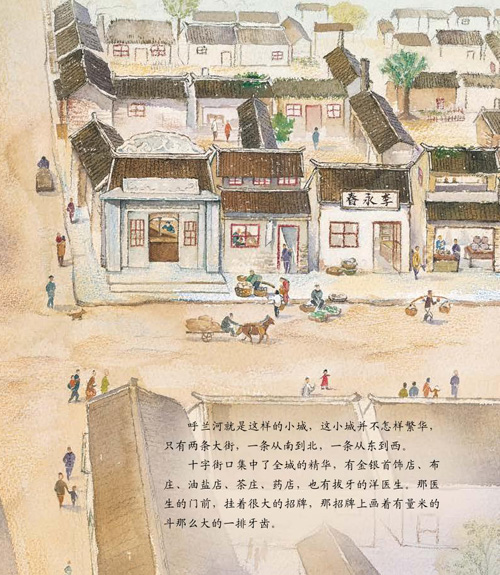 春永李
呼兰河就是这样的小城，这小城并不怎样繁华，
只有两条大街，一条从南到北，一条从东到西。
十字街口集中了全城的精华，有金银首饰店、布
庄、油盐店、茶庄、药店，也有拔牙的洋医生。那医
生的门前，挂着很大的招牌，那招牌上画着有量米的
斗那么大的一排牙齿。